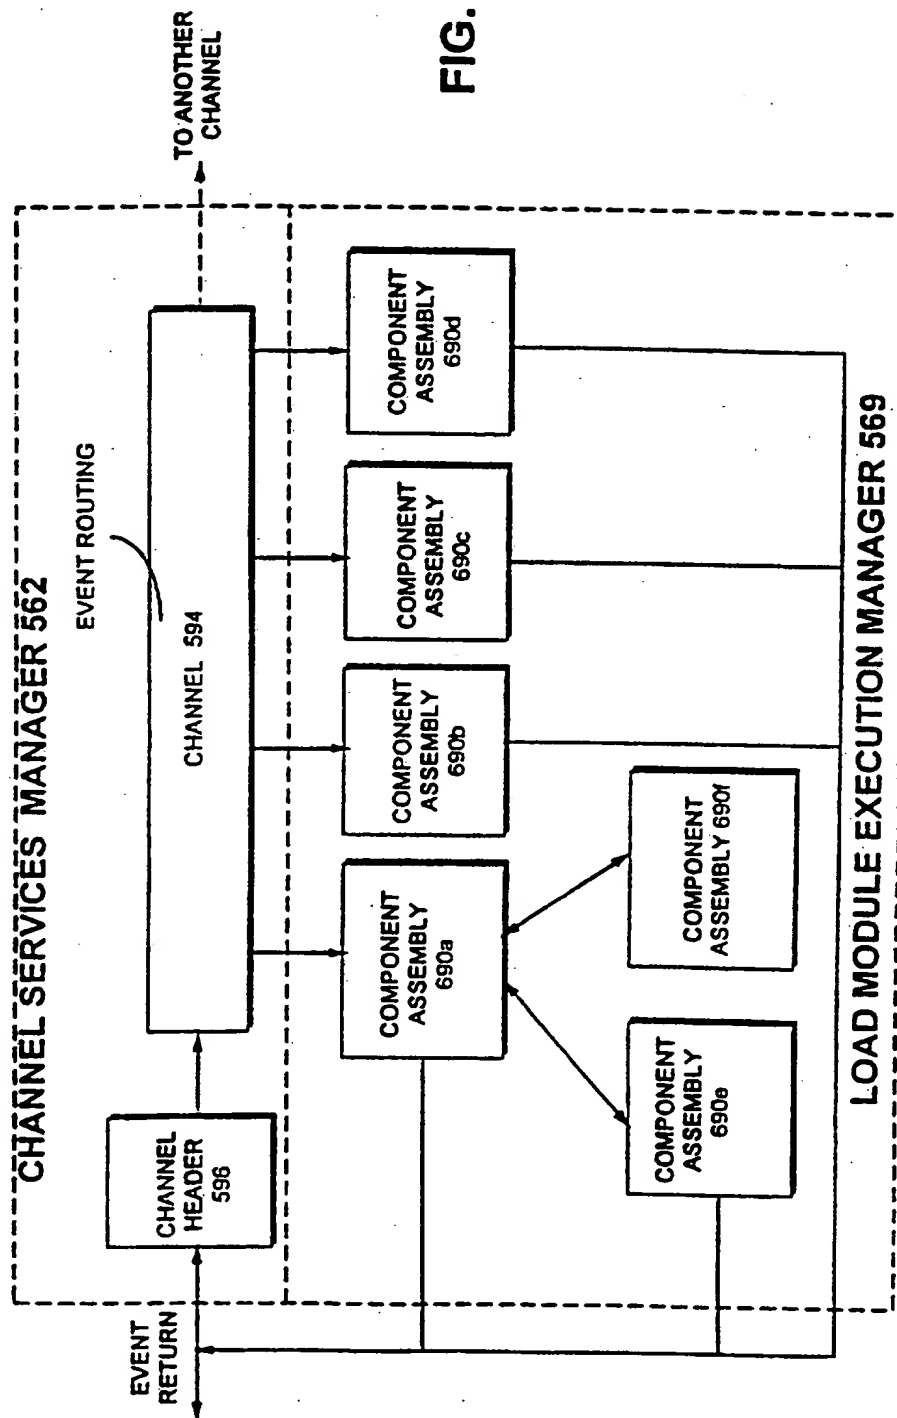 CHANNEL SERVICES MANAGER 562
EVENT ROUTING
TO ANOTHER
CHANNEL
CHANNEL
HEADER
596
CHANNEL 594
EVENT
RETURN
COMPONENT
ASSEMBLY
690a
COMPONENT
ASSEMBLY
690b
COMPONENT
ASSEMBLY
690c
COMPONENT
ASSEMBLY
690d
COMPONENT
ASSEMBLY
690e
COMPONENT
ASSEMBLY 690f
LOAD MODULE EXECUTION MANAGER 569
FIG.